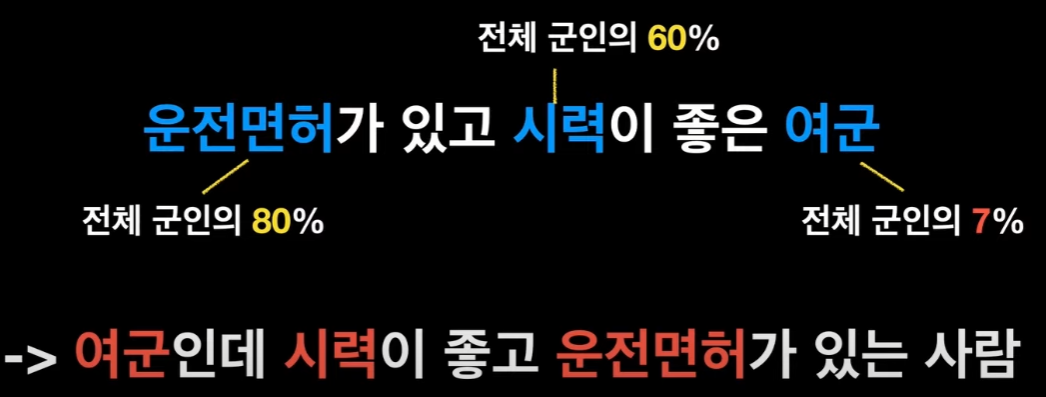 전체 군인의 60%
운전면허가 있고 시력이 좋은 여군
전체 군인의 80%
전체 군인의 7%
-> 여군인데 시력이 좋고 운전면허가 있는 사람